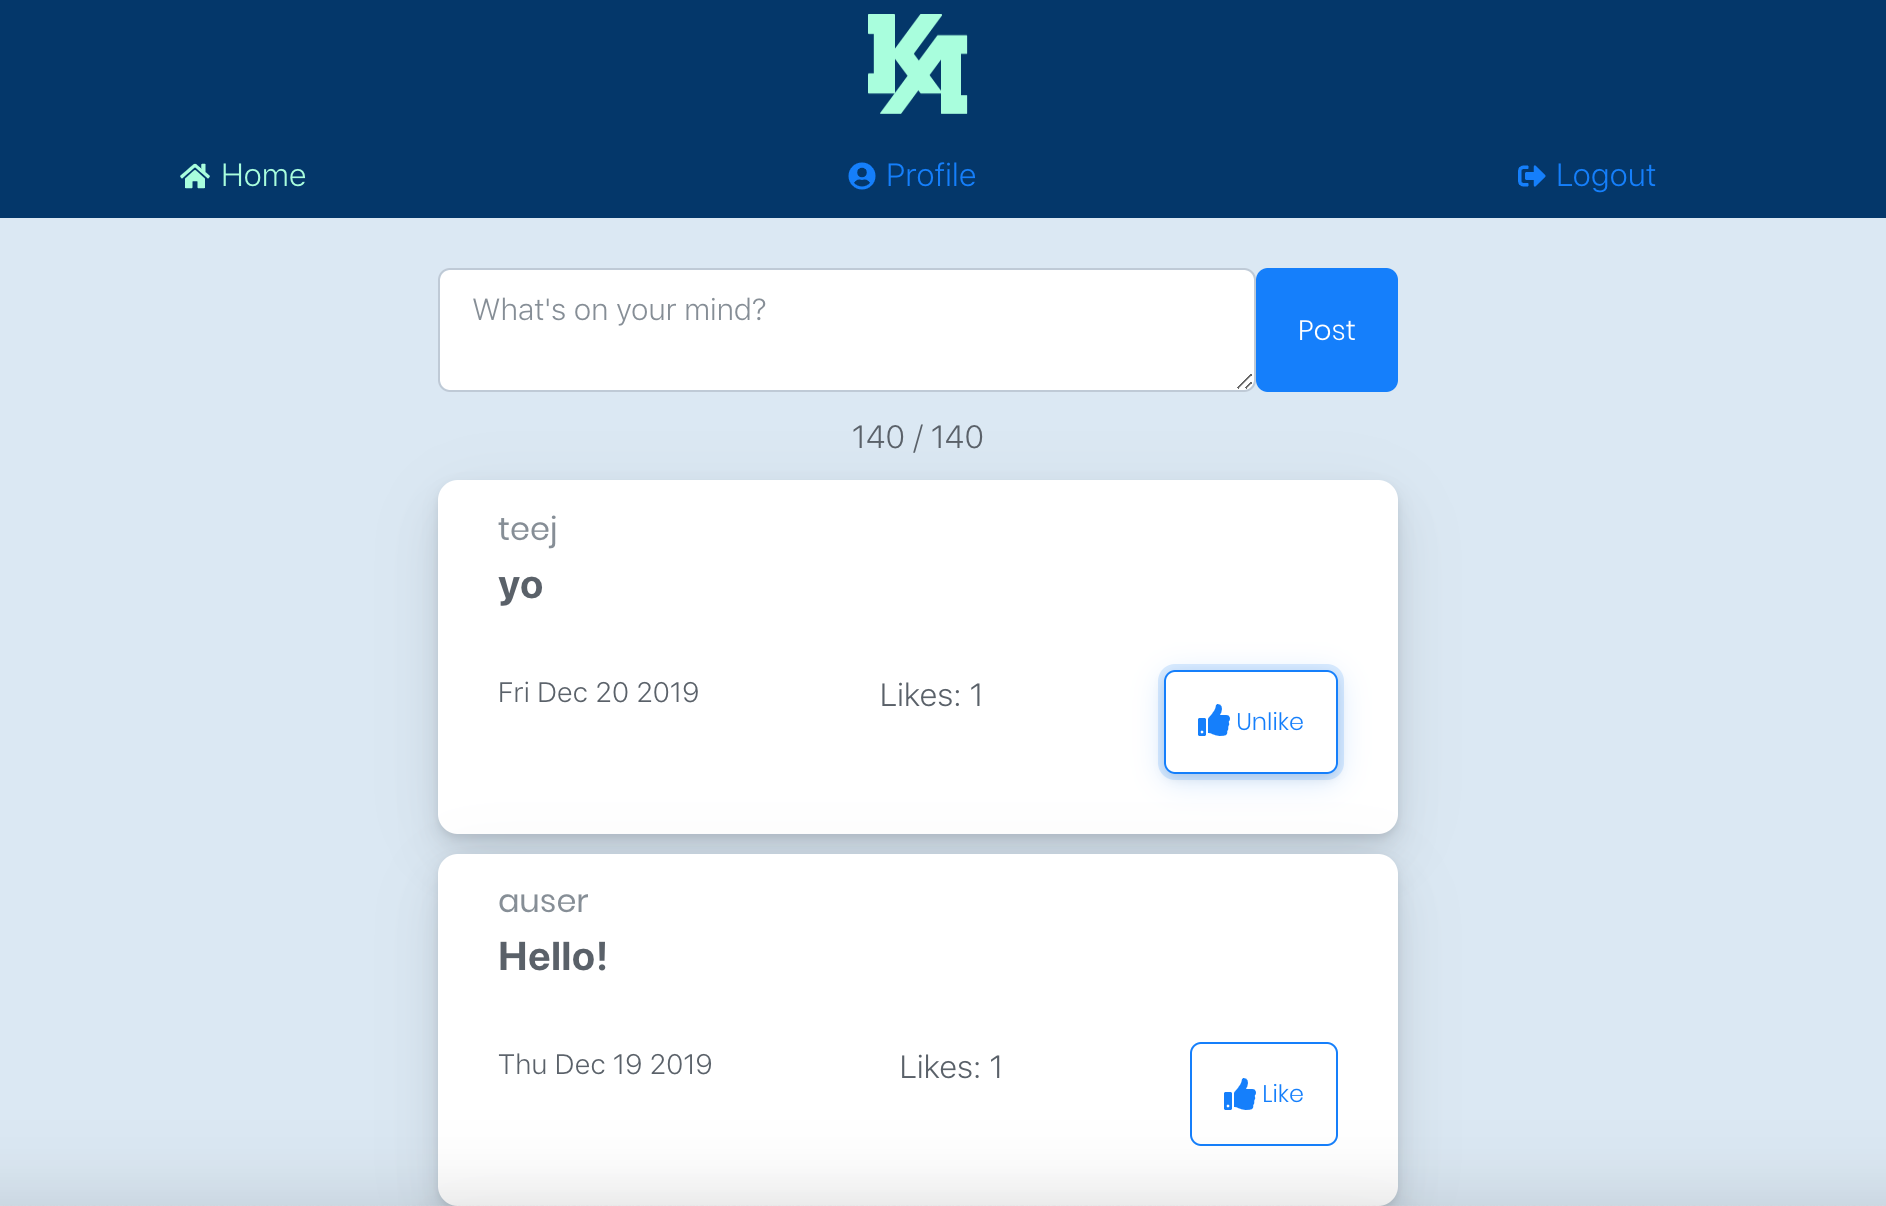 KA
Home Profile Logout
What's on your mind?
Post
140 / 140
teej
yo
Fri Dec 20 2019 Likes: 1 Unlike
auser
Hello!
Thu Dec 19 2019 Likes: 1 Like